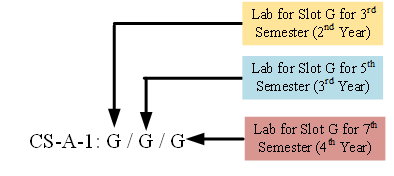 Lab for Slot G for 3rd
Semester (2nd Year)
Lab for Slot G for 5th
Semester (3rd Year)
CS-A-1: G / G / G
Lab for Slot G for 7th
Semester (4th Year)